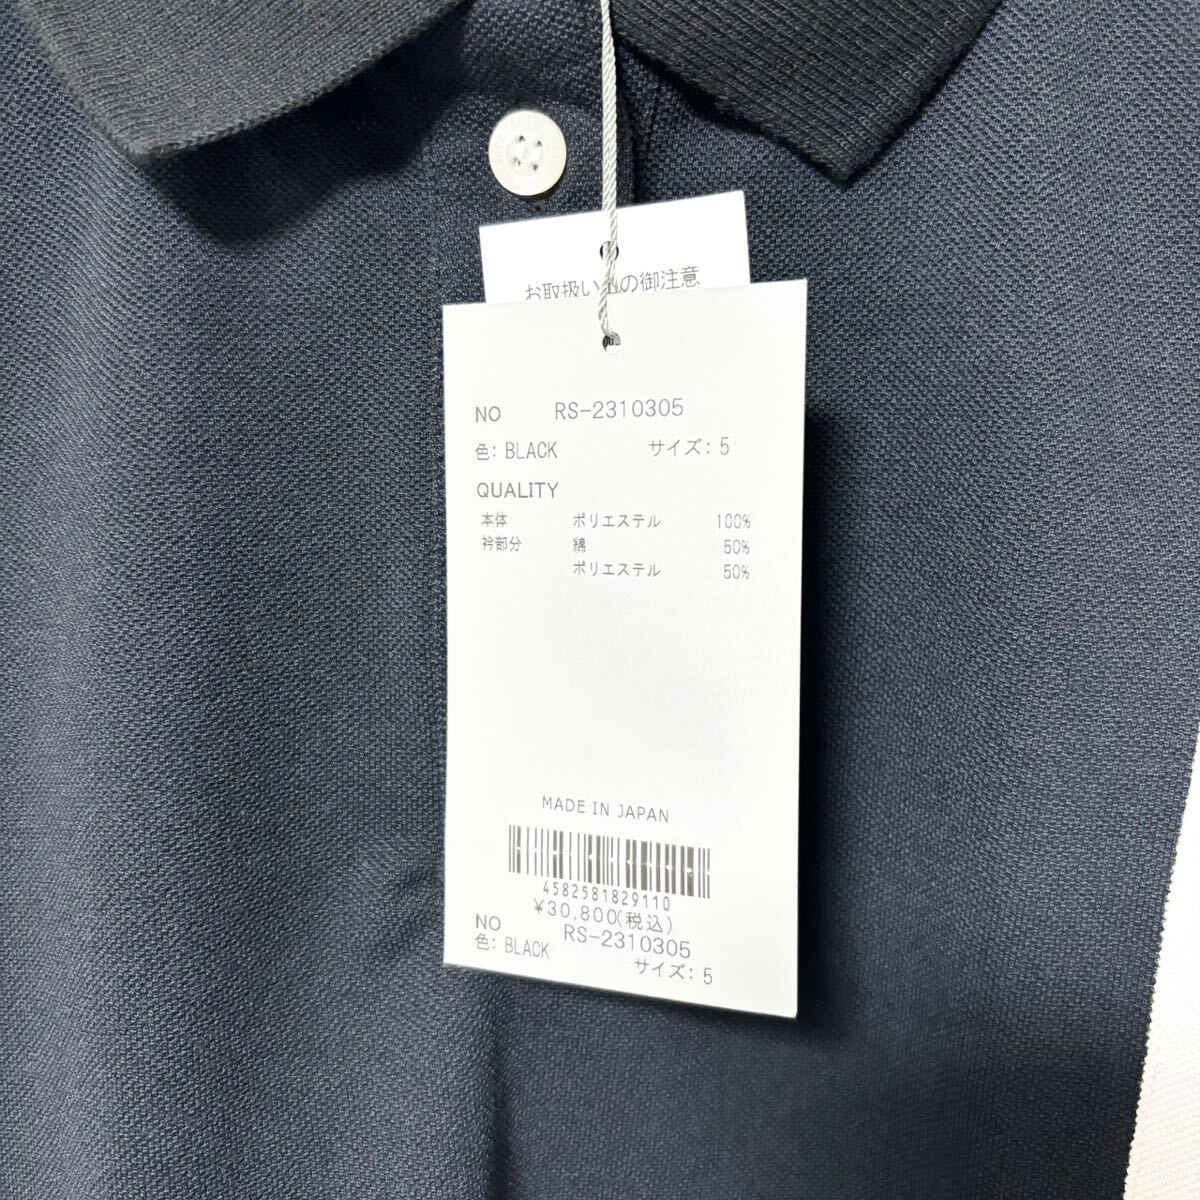 お取扱い上の御注意
NO RS-2310305
色: BLACK サイズ: 5
QUALITY
本体 ポリエステル 100%
衿部分 綿 50%
ポリエステル 50%
MADE IN JAPAN
4582581829110
¥30,800(税込)
NO RS-2310305
色: BLACK サイズ: 5